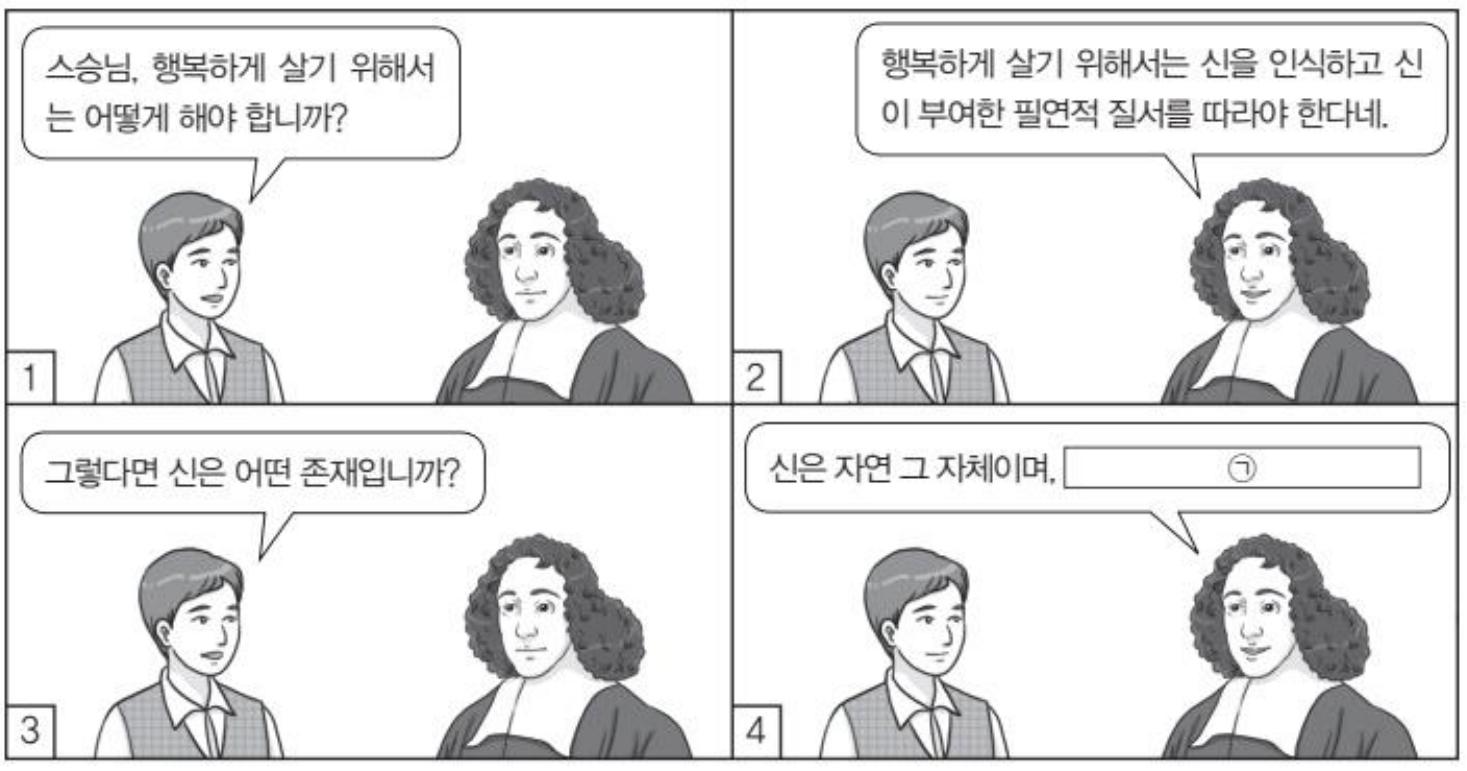 스승님, 행복하게 살기 위해서
는 어떻게 해야 합니까?
1
행복하게 살기 위해서는 신을 인식하고 신
이 부여한 필연적 질서를 따라야 한다네.
2
그렇다면 신은 어떤 존재입니까?
3
신은 자연 그 자체이며, ㉠
4